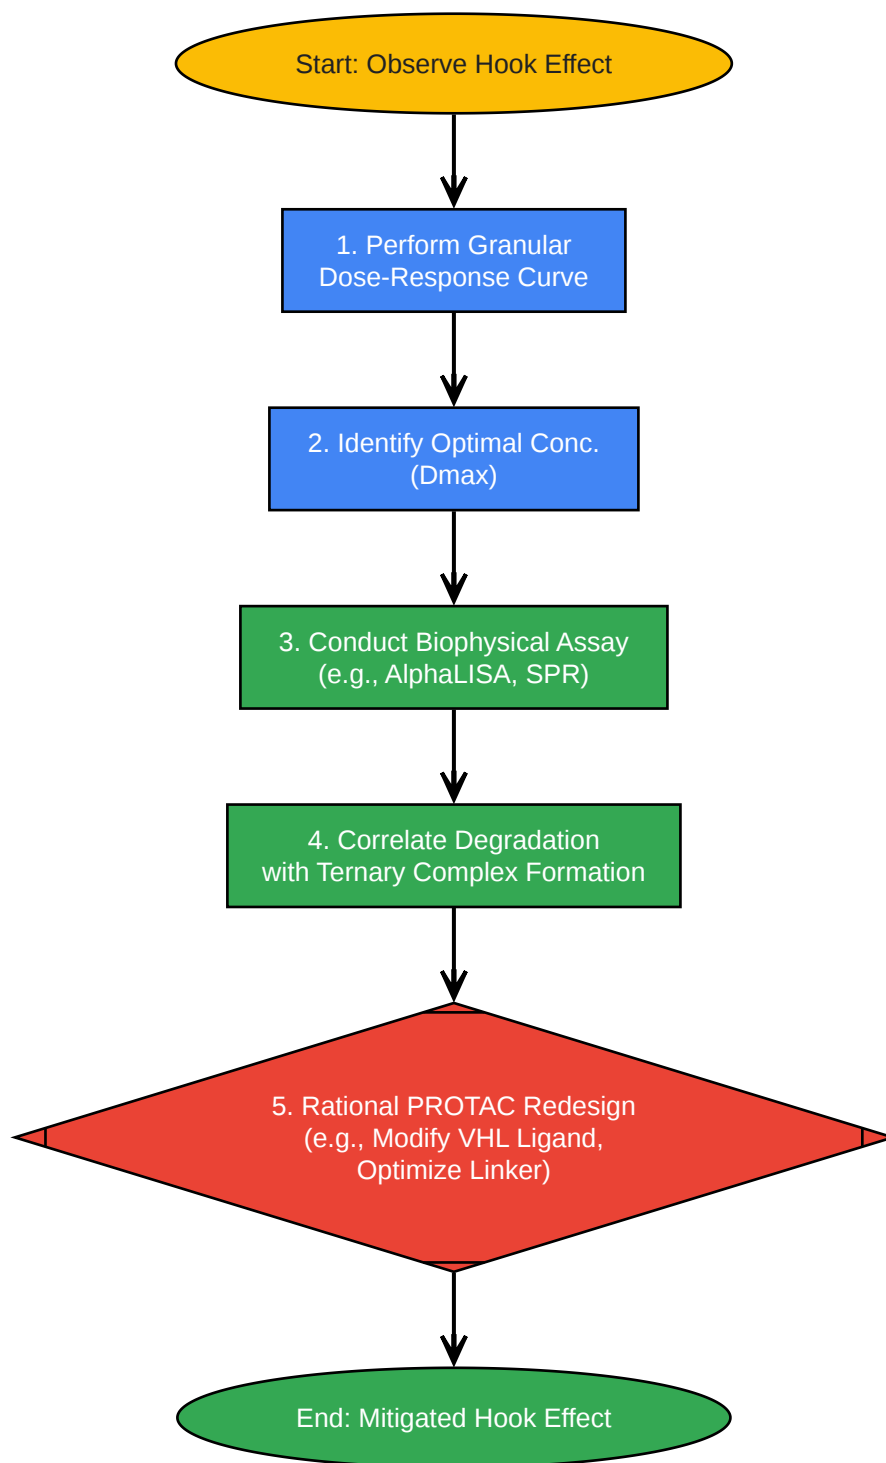 Start: Observe Hook Effect
1. Perform Granular
Dose-Response Curve
2. Identify Optimal Conc.
(Dmax)
3. Conduct Biophysical Assay
(e.g., AlphaLISA, SPR)
4. Correlate Degradation
with Ternary Complex Formation
5. Rational PROTAC Redesign
(e.g., Modify VHL Ligand,
Optimize Linker)
End: Mitigated Hook Effect